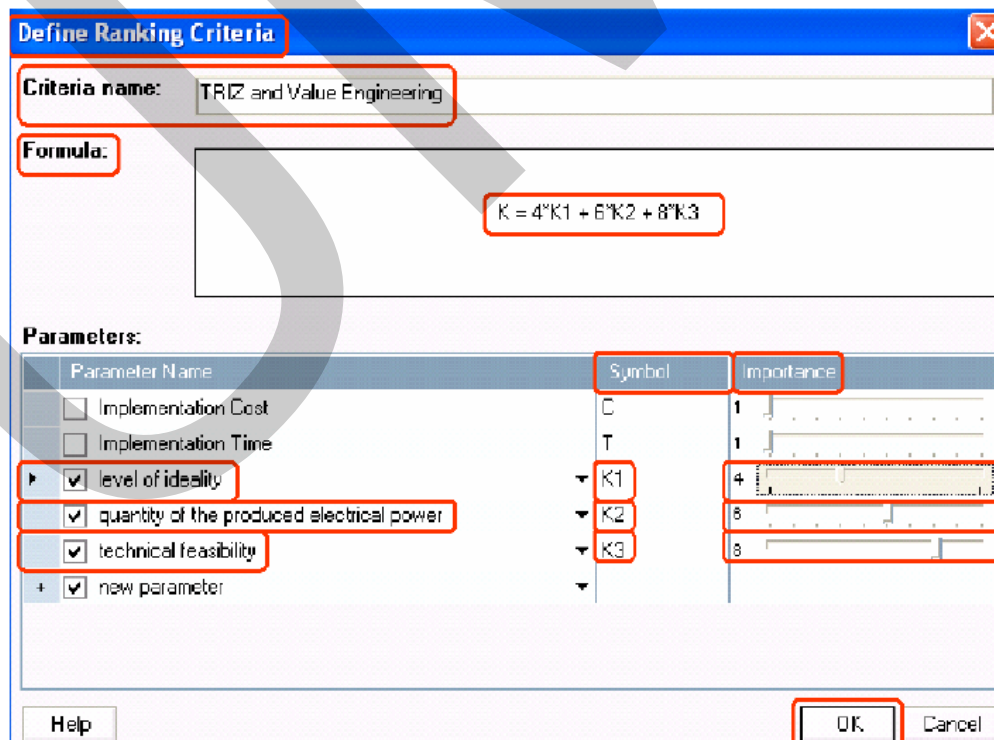 Define Ranking Criteria
Criteria name: TRIZ and Value Engineering
Formula:
K = 4*K1 + 6*K2 + 8*K3
Parameters:
Parameter Name Symbol Importance
Implementation Cost C 1
Implementation Time T 1
level of ideality K1 4
quantity of the produced electrical power K2 6
technical feasibility K3 8
+ new parameter
Help OK Cancel